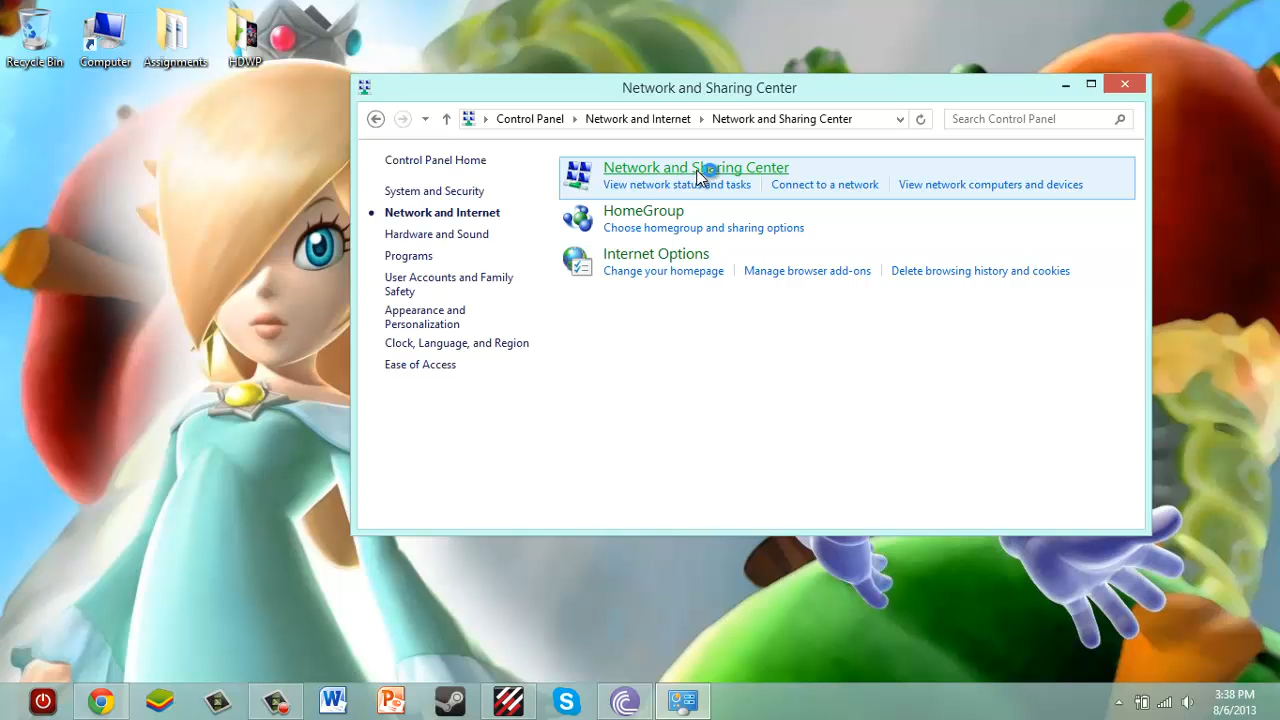 Recycle Bin
Computer
Assignments
HDWP
Network and Sharing Center
Control Panel
Network and Internet
Network and Sharing Center
Search Control Panel
Control Panel Home
System and Security
Network and Internet
Hardware and Sound
Programs
User Accounts and Family
Safety
Appearance and
Personalization
Clock, Language, and Region
Ease of Access
Network and Sharing Center
View network status and tasks
Connect to a network
View network computers and devices
HomeGroup
Choose homegroup and sharing options
Internet Options
Change your homepage
Manage browser add-ons
Delete browsing history and cookies
3:38 PM
8/6/2013